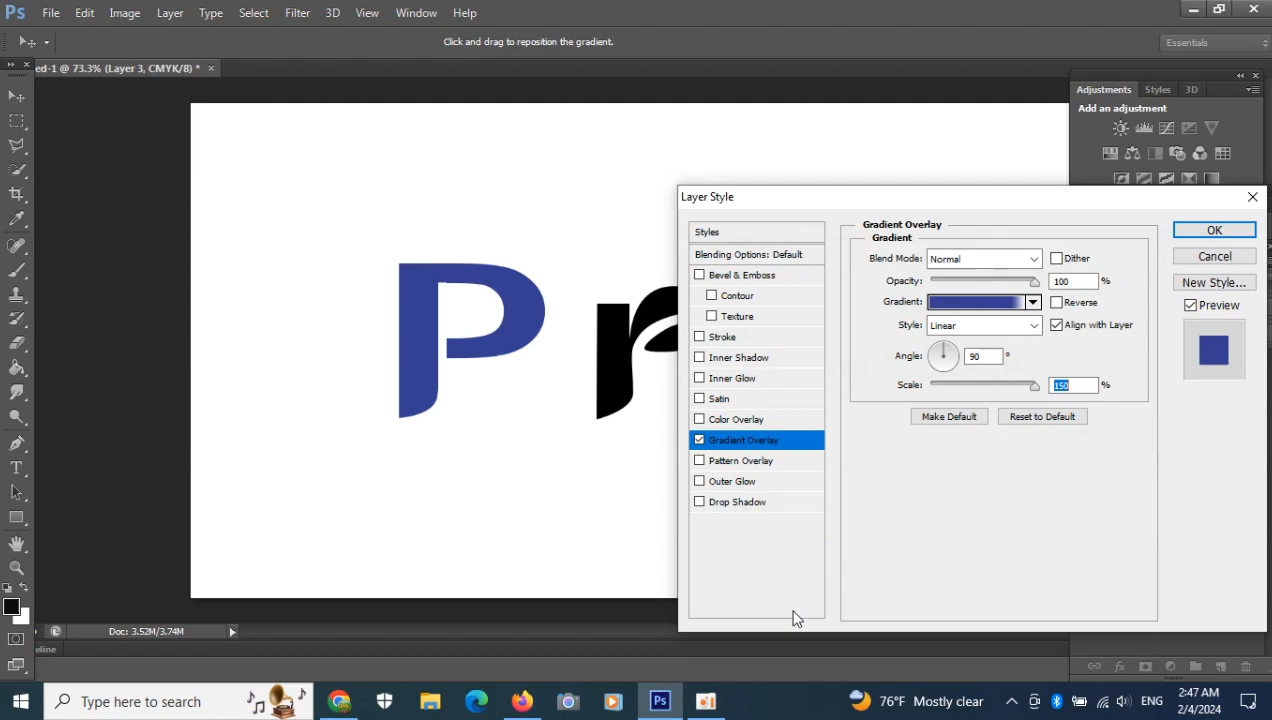 Ps File Edit Image Layer Type Select Filter 3D View Window Help
Click and drag to reposition the gradient.
Essentials
ed-1 @ 73.3% (Layer 3, CMYK/8) * ×
Adjustments Styles 3D
Add an adjustment
P r
Layer Style
Styles
Blending Options: Default
Bevel & Emboss
Contour
Texture
Stroke
Inner Shadow
Inner Glow
Satin
Color Overlay
Gradient Overlay
Pattern Overlay
Outer Glow
Drop Shadow
Gradient Overlay
Gradient
Blend Mode: Normal Dither
Opacity: 100 %
Gradient: Reverse
Style: Linear Align with Layer
Angle: 90 °
Scale: 150 %
Make Default Reset to Default
OK
Cancel
New Style...
Preview
Doc: 3.52M/3.74M
eline
fx
Type here to search
Ps
76°F Mostly clear
ENG
2:47 AM
2/4/2024